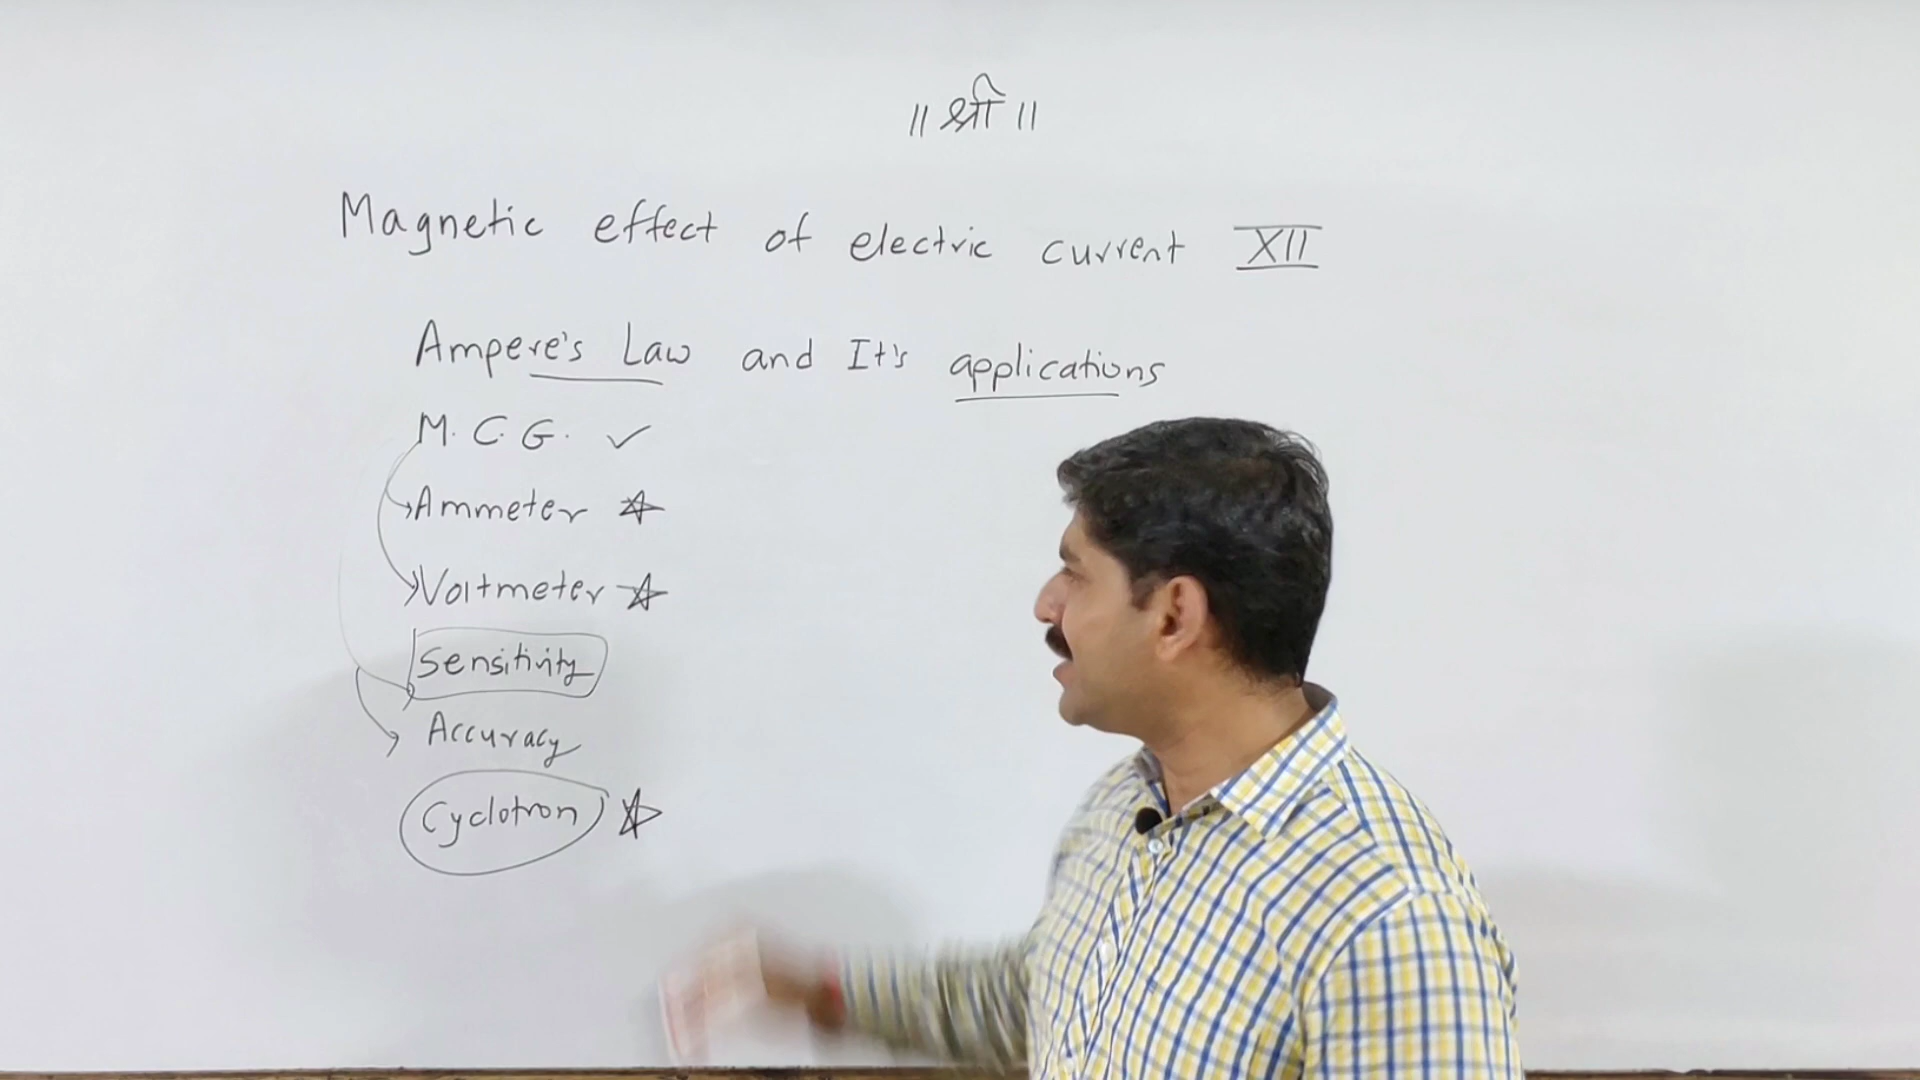 ॥ श्री ॥
Magnetic effect of electric current XII
Ampere's Law and It's applications
M. C. G. ✓
Ammeter ☆
Voltmeter ☆
Sensitivity
Accuracy
Cyclotron ☆